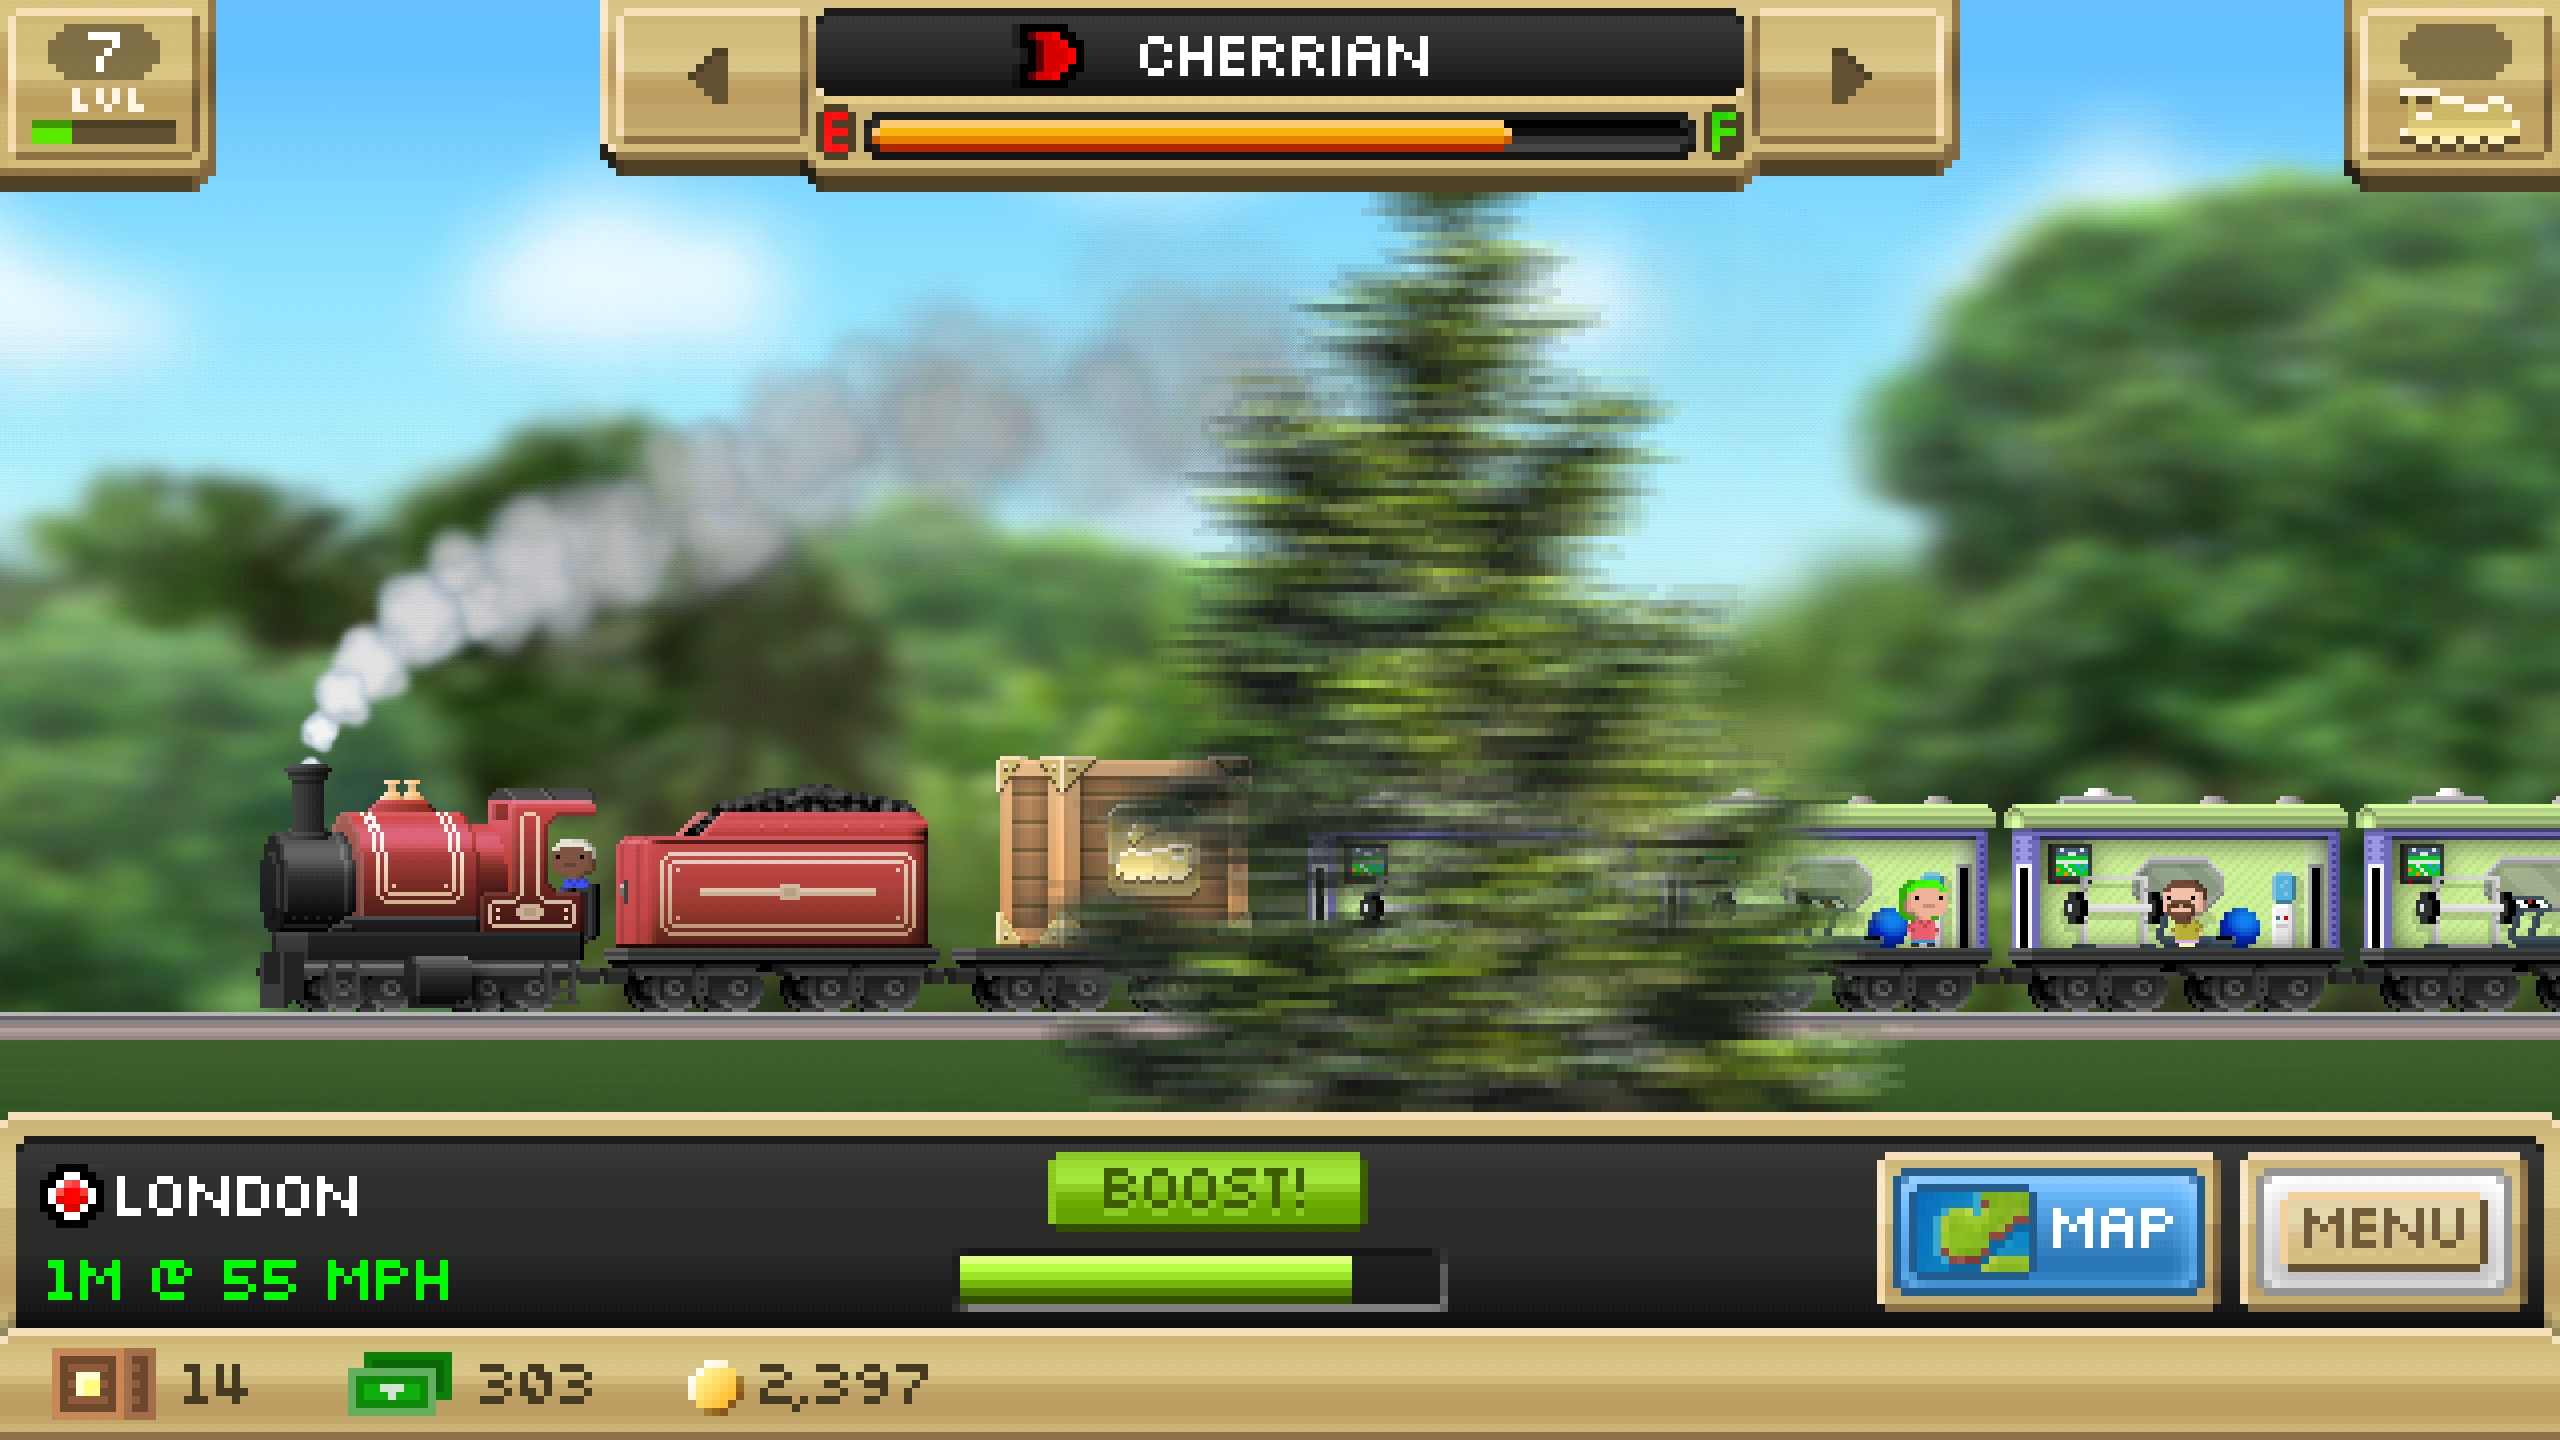 7
LVL
CHERRIAN
E F
LONDON
1M @ 55 MPH
BOOST!
MAP
MENU
14
303
2,397